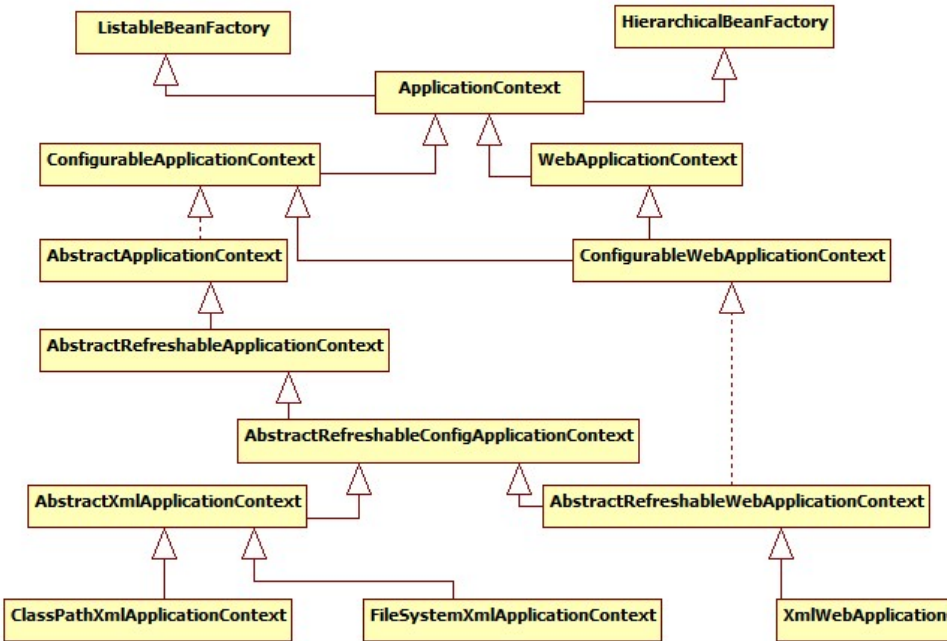 ListableBeanFactory
HierarchicalBeanFactory
ApplicationContext
ConfigurableApplicationContext
WebApplicationContext
AbstractApplicationContext
ConfigurableWebApplicationContext
AbstractRefreshableApplicationContext
AbstractRefreshableConfigApplicationContext
AbstractXmlApplicationContext
AbstractRefreshableWebApplicationContext
ClassPathXmlApplicationContext
FileSystemXmlApplicationContext
XmlWebApplication